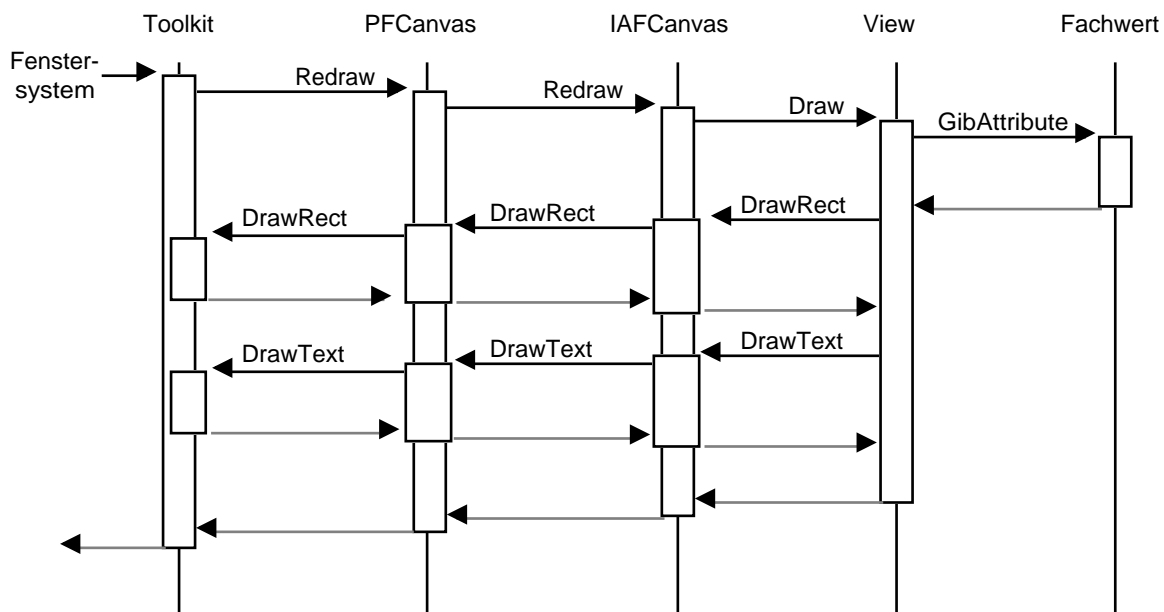 Toolkit
PFCanvas
IAFCanvas
View
Fachwert
Fenster-
system
Redraw
Redraw
Draw
GibAttribute
DrawRect
DrawRect
DrawRect
DrawText
DrawText
DrawText